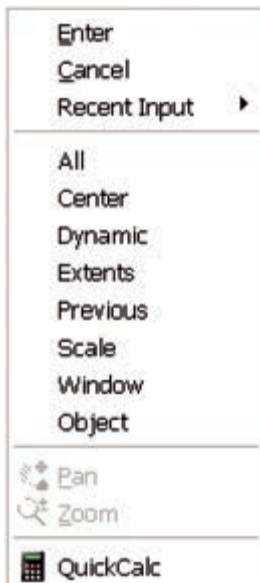 Enter
Cancel
Recent Input
All
Center
Dynamic
Extents
Previous
Scale
Window
Object
Pan
Zoom
QuickCalc